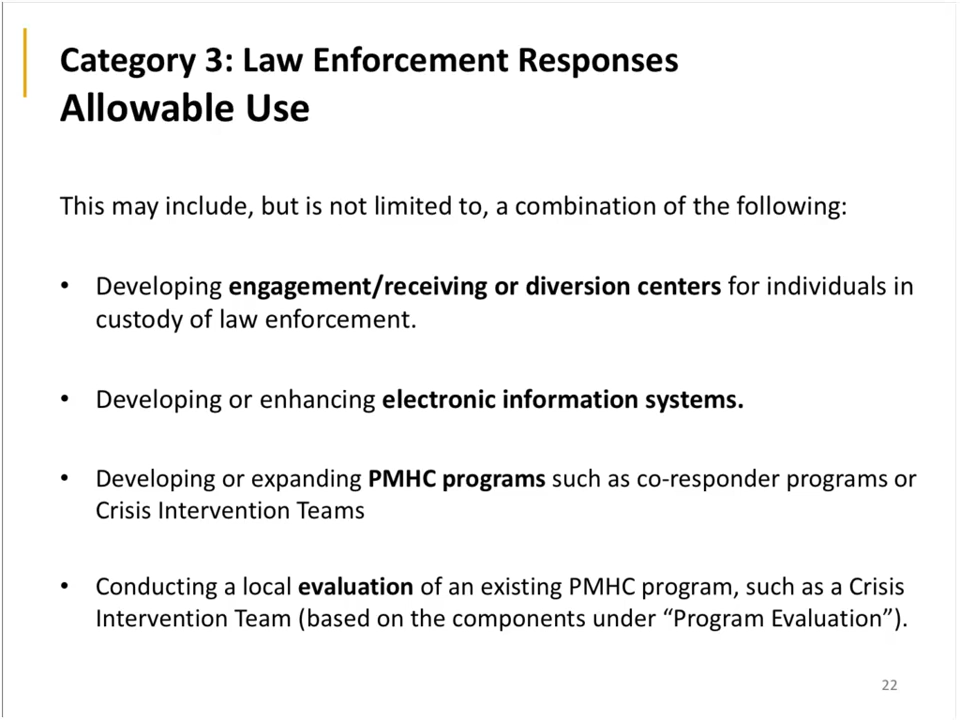 Category 3: Law Enforcement Responses
Allowable Use
This may include, but is not limited to, a combination of the following:
• Developing engagement/receiving or diversion centers for individuals in
custody of law enforcement.
• Developing or enhancing electronic information systems.
• Developing or expanding PMHC programs such as co-responder programs or
Crisis Intervention Teams
• Conducting a local evaluation of an existing PMHC program, such as a Crisis
Intervention Team (based on the components under “Program Evaluation”).
22